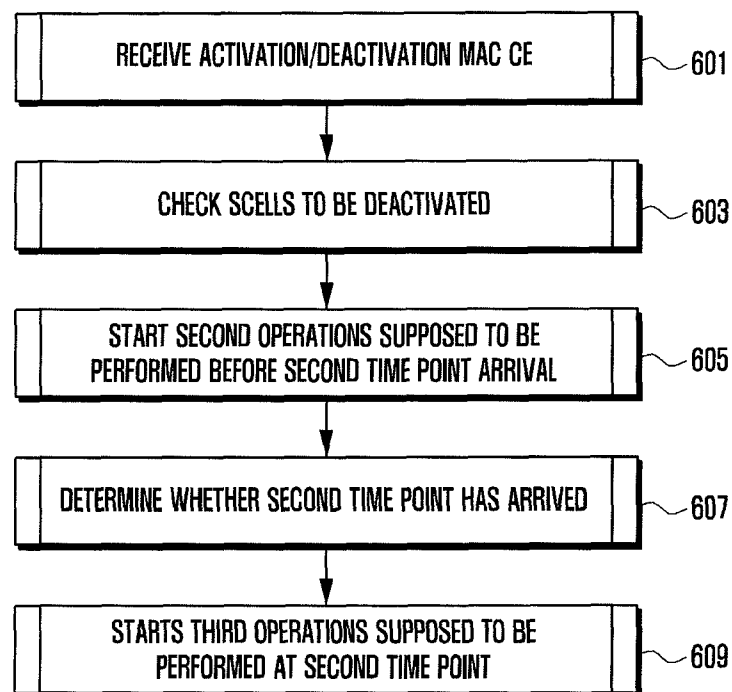 RECEIVE ACTIVATION/DEACTIVATION MAC CE
601
CHECK SCELLS TO BE DEACTIVATED
603
START SECOND OPERATIONS SUPPOSED TO BE
PERFORMED BEFORE SECOND TIME POINT ARRIVAL
605
DETERMINE WHETHER SECOND TIME POINT HAS ARRIVED
607
STARTS THIRD OPERATIONS SUPPOSED TO BE
PERFORMED AT SECOND TIME POINT
609